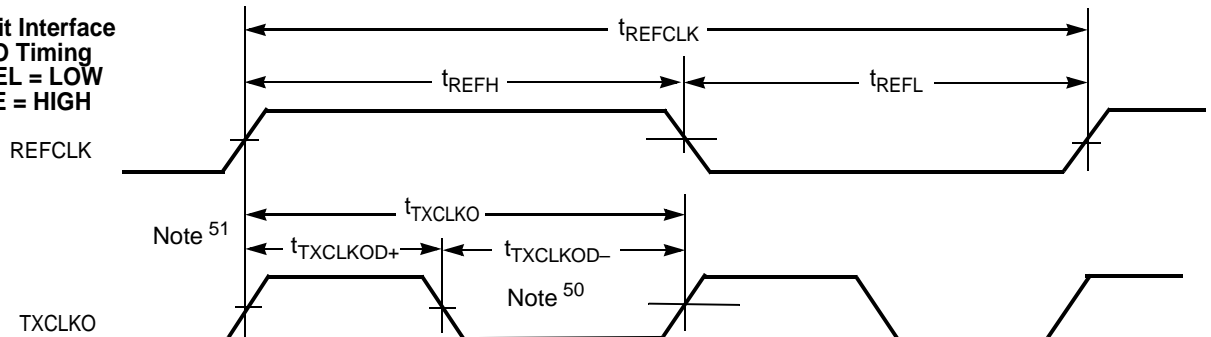 it Interface
Timing
EL = LOW
= HIGH
tREFCLK
tREFH
tREFL
REFCLK
tTXCLKO
Note 51
tTXCLKOD+
tTXCLKOD–
Note 50
TXCLKO